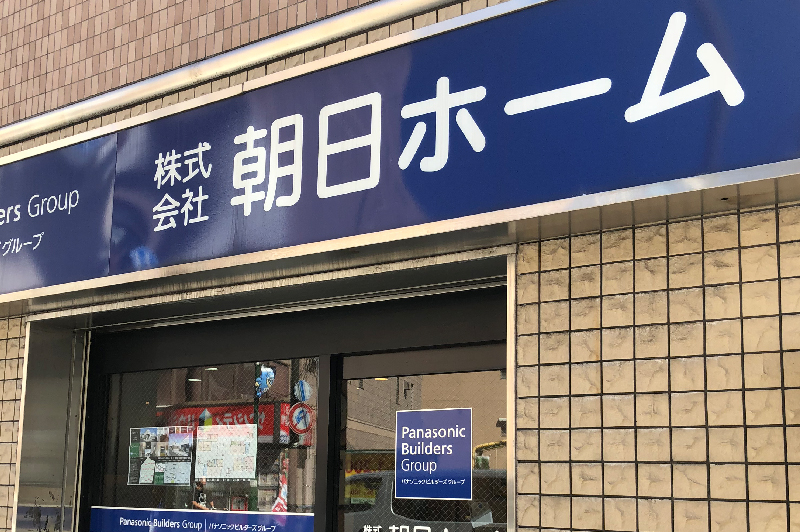 株式
会社
朝日ホーム
ers Group
グループ
Panasonic
Builders
Group
パナソニック ビルダーズ グループ
Panasonic Builders Group | パナソニック ビルダーズ グループ
株式